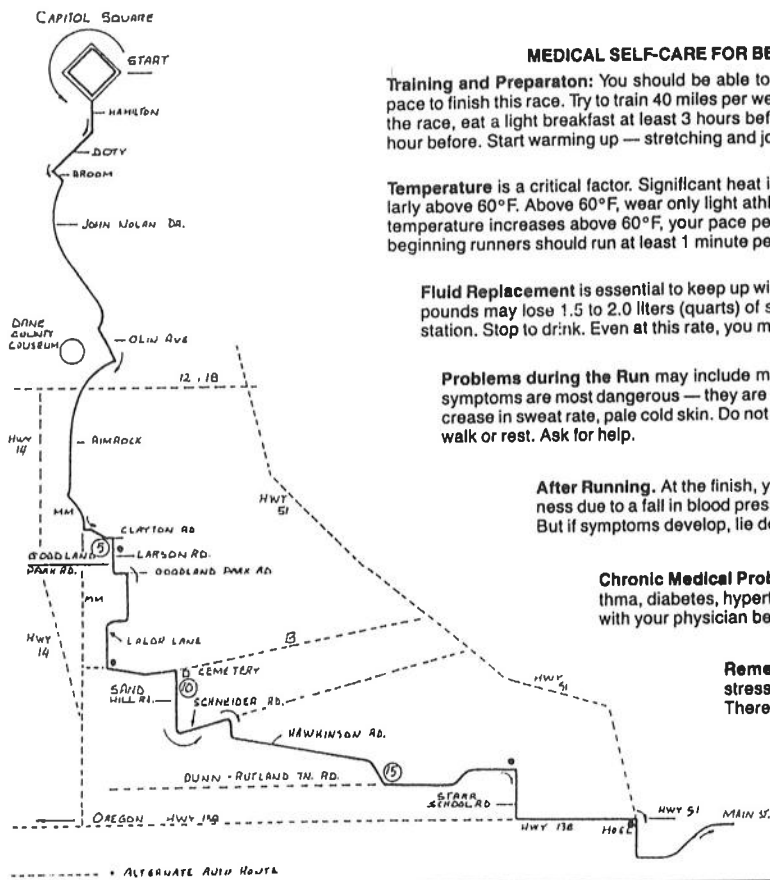 CAPITOL SQUARE
START
HAMILTON
DOTY
BROOM
JOHN NOLAN DR.
DANE
COUNTY
COLISEUM
OLIN AVE
12, 18
HWY
14
RIMROCK
HWY
51
MM
CLAYTON RD
5
GOODLAND
PARK RD.
LARSON RD.
GOODLAND PARK RD
MM
HWY
14
LALOR LANE
B
CEMETERY
10
SAND
HILL RD.
SCHNEIDER RD.
HWY
51
HAWKINSON RD.
15
DUNN - RUTLAND TN. RD.
STARR
SCHOOL RD
OREGON HWY 138
HWY 138
HWY 51
MAIN ST.
• ALTERNATE AUTO ROUTE
MEDICAL SELF-CARE FOR BE
Training and Preparaton: You should be able to
pace to finish this race. Try to train 40 miles per we
the race, eat a light breakfast at least 3 hours bef
hour before. Start warming up — stretching and jo
Temperature is a critical factor. Significant heat i
larly above 60°F. Above 60°F, wear only light athl
temperature increases above 60°F, your pace pe
beginning runners should run at least 1 minute pe
Fluid Replacement is essential to keep up wi
pounds may lose 1.5 to 2.0 liters (quarts) of s
station. Stop to drink. Even at this rate, you m
Problems during the Run may include m
symptoms are most dangerous — they are
crease in sweat rate, pale cold skin. Do not
walk or rest. Ask for help.
After Running. At the finish, y
ness due to a fall in blood pres
But if symptoms develop, lie do
Chronic Medical Prob
thma, diabetes, hypert
with your physician be
Reme
stress
There